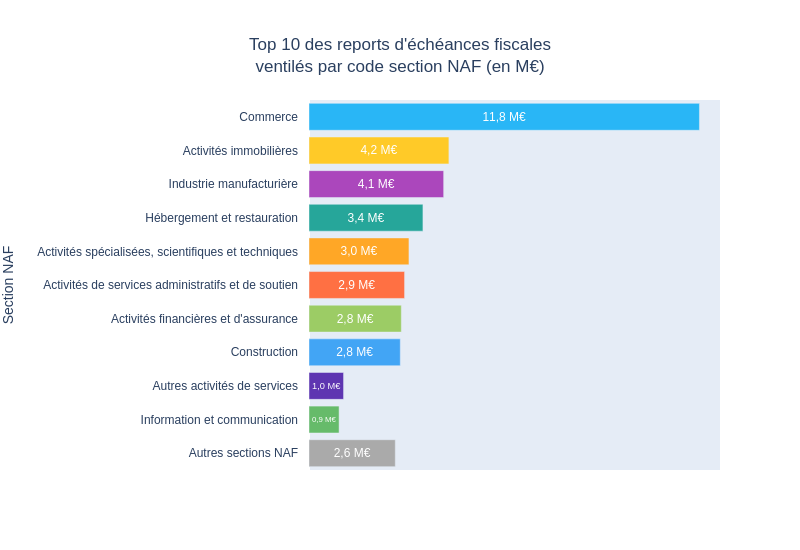 Top 10 des reports d'échéances fiscales
ventilés par code section NAF (en M€)
Section NAF
Commerce 11,8 M€
Activités immobilières 4,2 M€
Industrie manufacturière 4,1 M€
Hébergement et restauration 3,4 M€
Activités spécialisées, scientifiques et techniques 3,0 M€
Activités de services administratifs et de soutien 2,9 M€
Activités financières et d'assurance 2,8 M€
Construction 2,8 M€
Autres activités de services 1,0 M€
Information et communication 0,9 M€
Autres sections NAF 2,6 M€